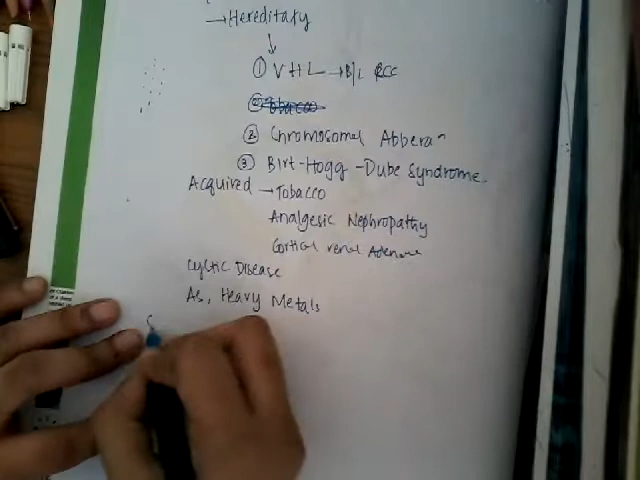 →Hereditary
↓
① VHL →B/L RCC
② Tobacco
② Chromosomal Abberaⁿ
③ Birt-Hogg-Dube Syndrome.
Acquired →Tobacco
Analgesic Nephropathy
Cortical renal Adenoma
Cystic Disease
As, Heavy Metals